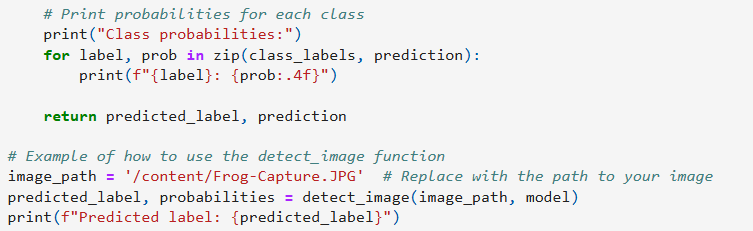 # Print probabilities for each class
    print("Class probabilities:")
    for label, prob in zip(class_labels, prediction):
        print(f"{label}: {prob:.4f}")

    return predicted_label, prediction

# Example of how to use the detect_image function
image_path = '/content/Frog-Capture.JPG'  # Replace with the path to your image
predicted_label, probabilities = detect_image(image_path, model)
print(f"Predicted label: {predicted_label}")